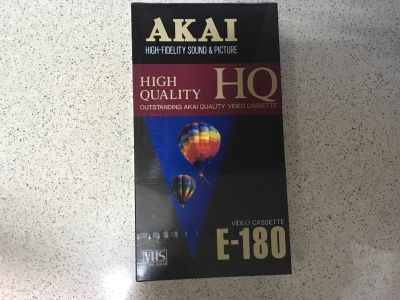 AKAI
HIGH-FIDELITY SOUND & PICTURE
HIGH
QUALITY HQ
OUTSTANDING AKAI QUALITY VIDEO CASSETTE
VIDEO CASSETTE
E-180
VHS